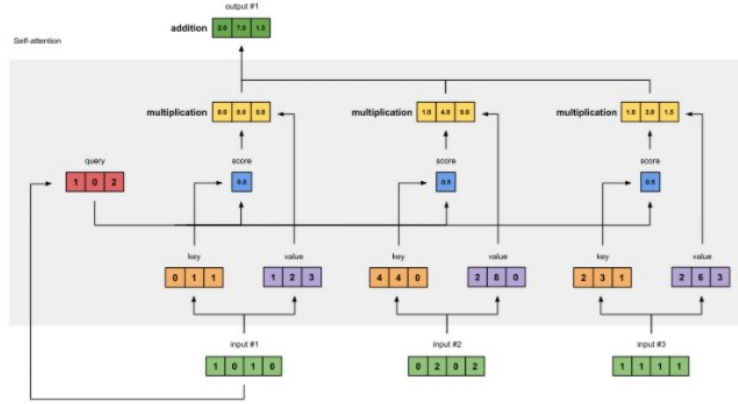 output #1
addition 2.0 7.0 1.5
Self-attention
multiplication 0.0 0.0 0.0 multiplication 1.0 4.0 0.0 multiplication 1.0 3.0 1.5
query score score score
1 0 2 0.0 0.5 0.5
key value key value key value
0 1 1 1 2 3 4 4 0 2 8 0 2 3 1 2 6 3
input #1 input #2 input #3
1 0 1 0 0 2 0 2 1 1 1 1